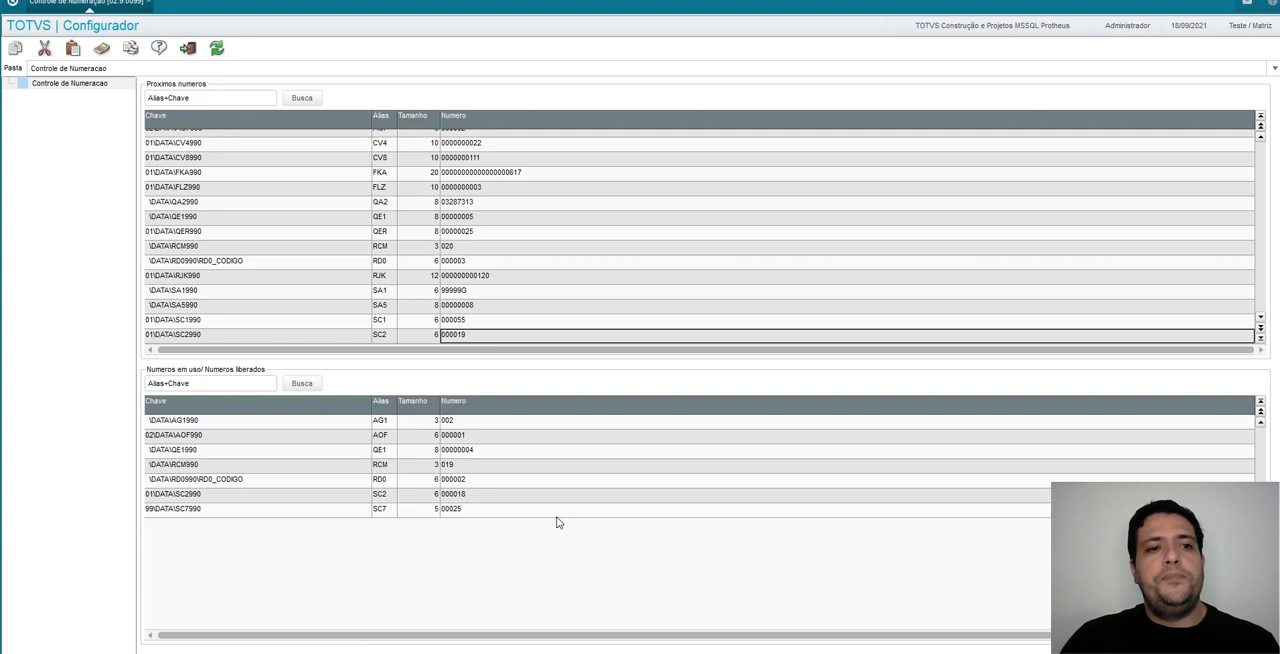 Controle de Numeração [02.9.0099]
TOTVS | Configurador
TOTVS Construção e Projetos MSSQL Protheus Administrador 18/09/2021 Teste / Matriz
Pasta Controle de Numeracao
Controle de Numeracao
Proximos numeros
Alias+Chave Busca
Chave Alias Tamanho Numero
01\DATA\CV4990 CV4 10 0000000022
01\DATA\CV8990 CV8 10 0000000111
01\DATA\FKA990 FKA 20 00000000000000000617
01\DATA\FLZ990 FLZ 10 0000000003
\DATA\QA2990 QA2 8 03287313
\DATA\QE1990 QE1 8 00000005
01\DATA\QER990 QER 8 00000025
\DATA\RCM990 RCM 3 020
\DATA\RD0990\RD0_CODIGO RD0 6 000003
01\DATA\RJK990 RJK 12 000000000120
\DATA\SA1990 SA1 6 99999G
\DATA\SA5990 SA5 8 00000008
01\DATA\SC1990 SC1 6 000055
01\DATA\SC2990 SC2 6 000019
Numeros em uso/ Numeros liberados
Alias+Chave Busca
Chave Alias Tamanho Numero
\DATA\AG1990 AG1 3 002
02\DATA\AOF990 AOF 6 000001
\DATA\QE1990 QE1 8 00000004
\DATA\RCM990 RCM 3 019
\DATA\RD0990\RD0_CODIGO RD0 6 000002
01\DATA\SC2990 SC2 6 000018
99\DATA\SC7990 SC7 5 00025